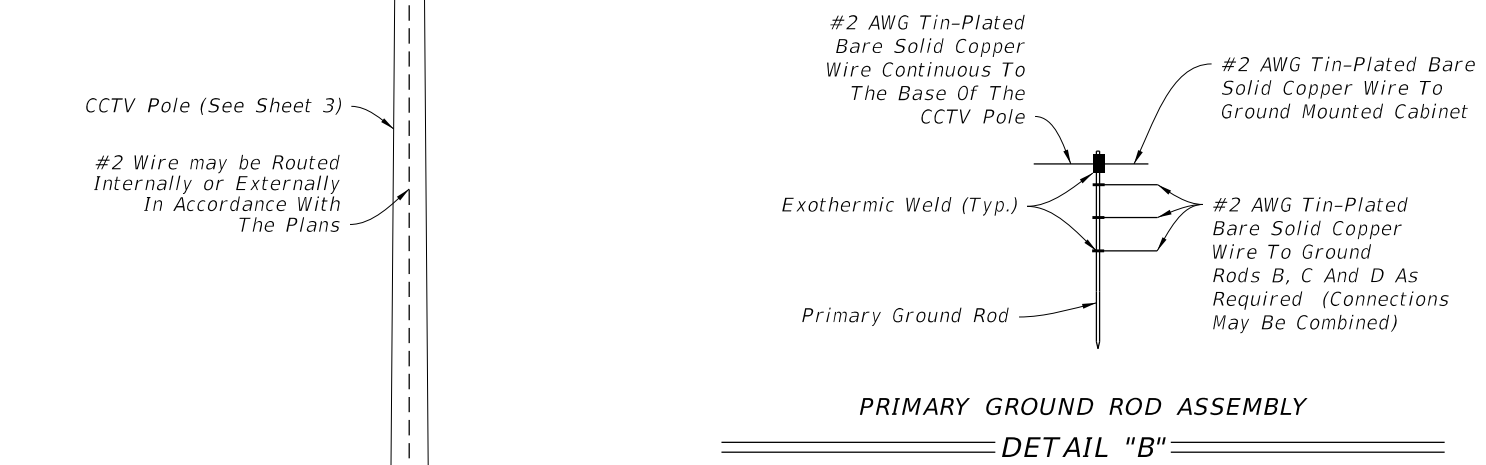 CCTV Pole (See Sheet 3)
#2 Wire may be Routed
Internally or Externally
In Accordance With
The Plans
#2 AWG Tin-Plated
Bare Solid Copper
Wire Continuous To
The Base Of The
CCTV Pole
#2 AWG Tin-Plated Bare
Solid Copper Wire To
Ground Mounted Cabinet
Exothermic Weld (Typ.)
#2 AWG Tin-Plated
Bare Solid Copper
Wire To Ground
Rods B, C And D As
Required (Connections
May Be Combined)
Primary Ground Rod
PRIMARY GROUND ROD ASSEMBLY
DETAIL "B"